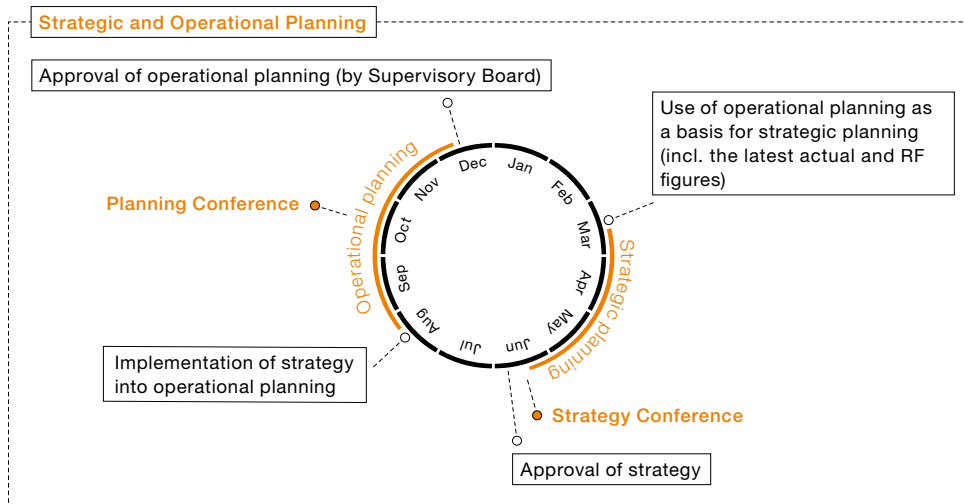 Strategic and Operational Planning
Approval of operational planning (by Supervisory Board)
Use of operational planning as
a basis for strategic planning
(incl. the latest actual and RF
figures)
Planning Conference
Operational planning
Strategic planning
Jan
Feb
Mar
Apr
May
Jun
Jul
Aug
Sep
Oct
Nov
Dec
Implementation of strategy
into operational planning
Strategy Conference
Approval of strategy